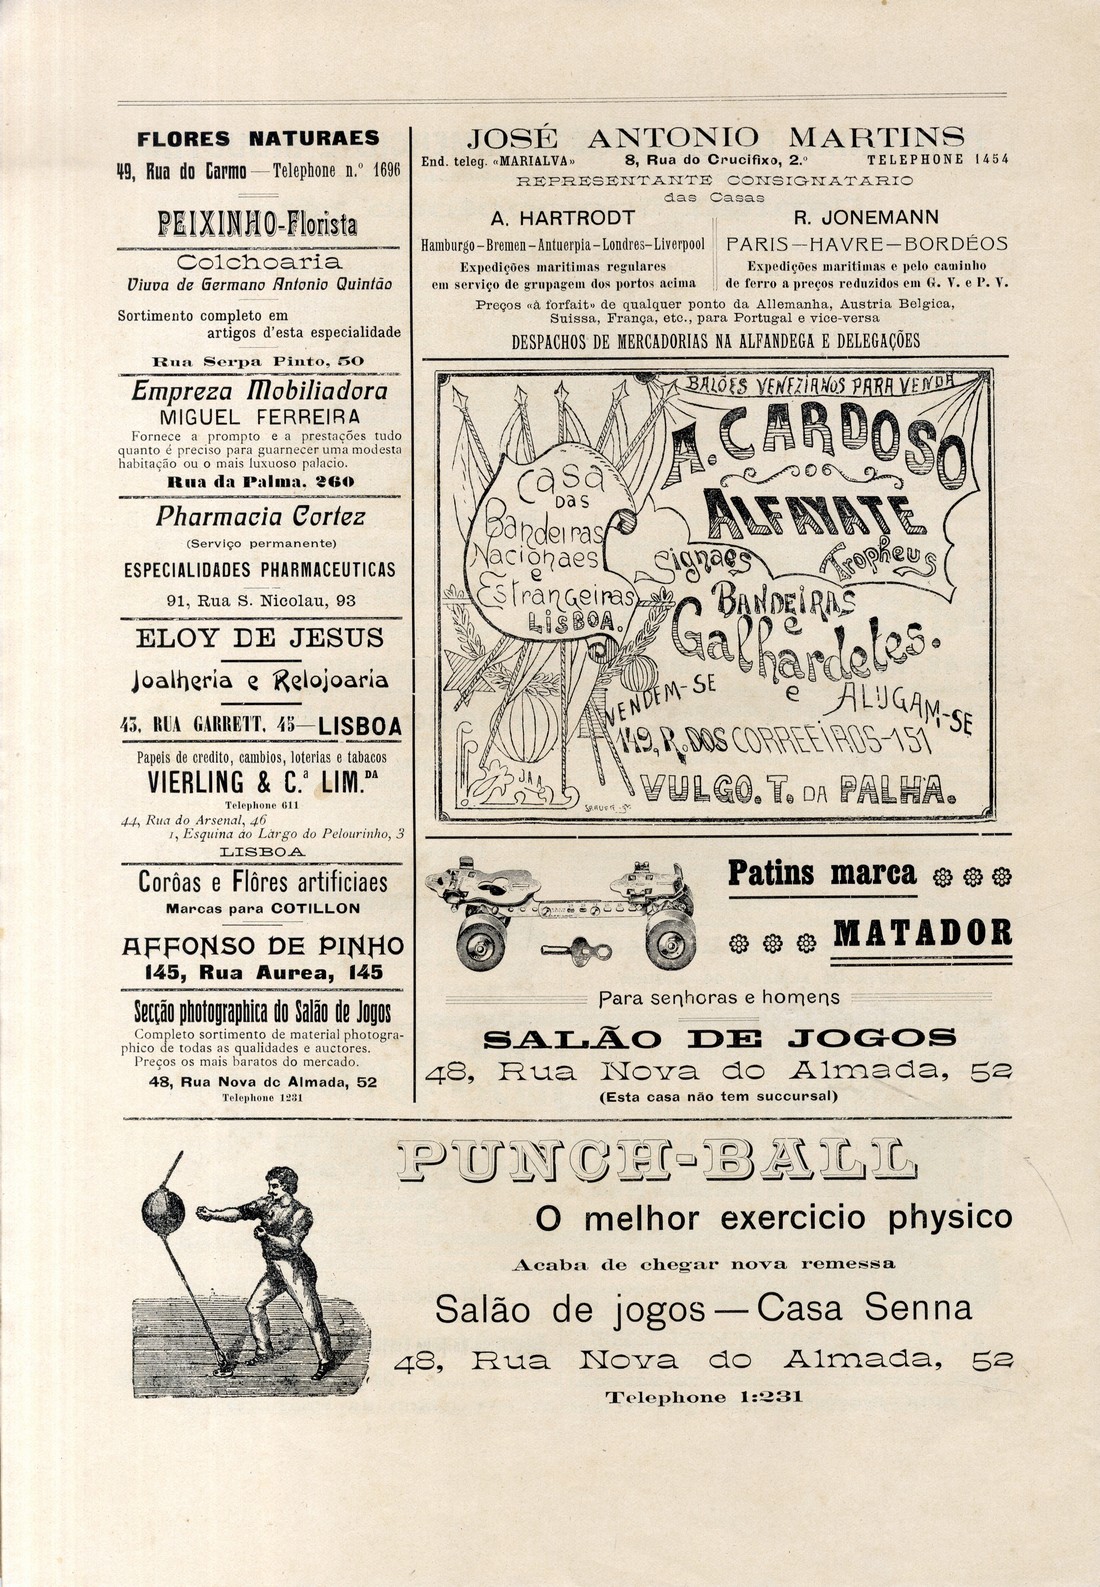 FLORES NATURAES
49, Rua do Carmo — Telephone n.º 1696
PEIXINHO-Florista
Colchoaria
Viuva de Germano Antonio Quintão
Sortimento completo em
artigos d'esta especialidade
Rua Serpa Pinto, 50
Empreza Mobiliadora
MIGUEL FERREIRA
Fornece a prompto e a prestações tudo
quanto é preciso para guarnecer uma modesta
habitação ou o mais luxuoso palacio.
Rua da Palma, 260
Pharmacia Cortez
(Serviço permanente)
ESPECIALIDADES PHARMACEUTICAS
91, Rua S. Nicolau, 93
ELOY DE JESUS
Joalheria e Relojoaria
43, RUA GARRETT, 45—LISBOA
Papeis de credito, cambios, loterias e tabacos
VIERLING & C.ª LIM.DA
Telephone 611
44, Rua do Arsenal, 46
1, Esquina do Largo do Pelourinho, 3
LISBOA
Corôas e Flôres artificiaes
Marcas para COTILLON
AFFONSO DE PINHO
145, Rua Aurea, 145
Secção photographica do Salão de Jogos
Completo sortimento de material photogra-
phico de todas as qualidades e auctores.
Preços os mais baratos do mercado.
48, Rua Nova do Almada, 52
Telephone 1231
JOSÉ ANTONIO MARTINS
End. teleg. «MARIALVA» 8, Rua do Crucifixo, 2.º TELEPHONE 1454
REPRESENTANTE CONSIGNATARIO
das Casas
A. HARTRODT
Hamburgo-Bremen-Antuerpia-Londres-Liverpool
Expedições maritimas regulares
em serviço de grupagem dos portos acima
R. JONEMANN
PARIS—HAVRE—BORDÉOS
Expedições maritimas e pelo caminho
de ferro a preços reduzidos em G. V. e P. V.
Preços «à forfait» de qualquer ponto da Allemanha, Austria Belgica,
Suissa, França, etc., para Portugal e vice-versa
DESPACHOS DE MERCADORIAS NA ALFANDEGA E DELEGAÇÕES
BALÕES VENEZIANOS PARA VENDA
A. CARDOSO
ALFAYATE
Casa
DAS
Bandeiras
Nacionaes
e
Estrangeiras
LISBOA.
Signaes Tropheus
BANDEIRAS
e
Galhardetes.
VENDEM-SE e ALUGAM-SE
149, R. DOS CORREEIROS-151
VULGO. T. DA PALHA.
J.A.A.
Patins marca
MATADOR
Para senhoras e homens
SALÃO DE JOGOS
48, Rua Nova do Almada, 52
(Esta casa não tem succursal)
PUNCH-BALL
O melhor exercicio physico
Acaba de chegar nova remessa
Salão de jogos — Casa Senna
48, Rua Nova do Almada, 52
Telephone 1:231